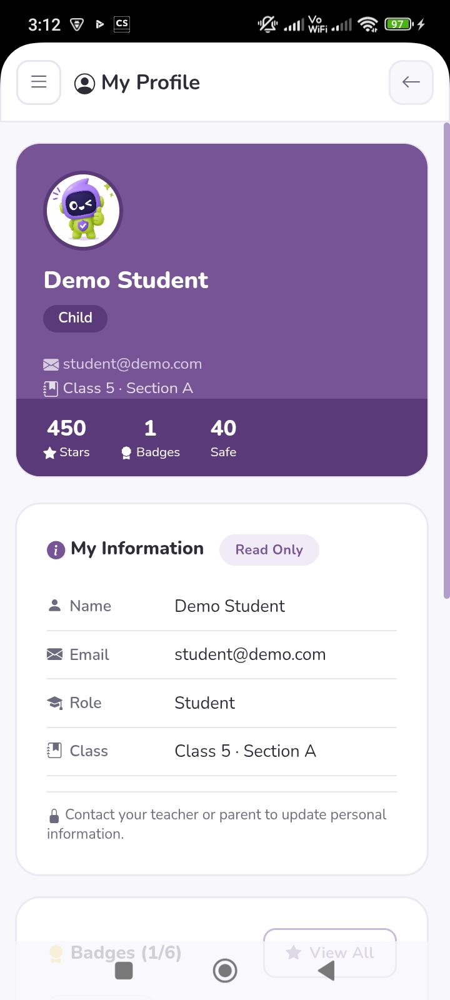 3:12
CS
Vo
WiFi
97
My Profile
Demo Student
Child
student@demo.com
Class 5 · Section A
450
1
40
Stars
Badges
Safe
My Information
Read Only
Name
Demo Student
Email
student@demo.com
Role
Student
Class
Class 5 · Section A
Contact your teacher or parent to update personal
information.
Badges (1/6)
View All